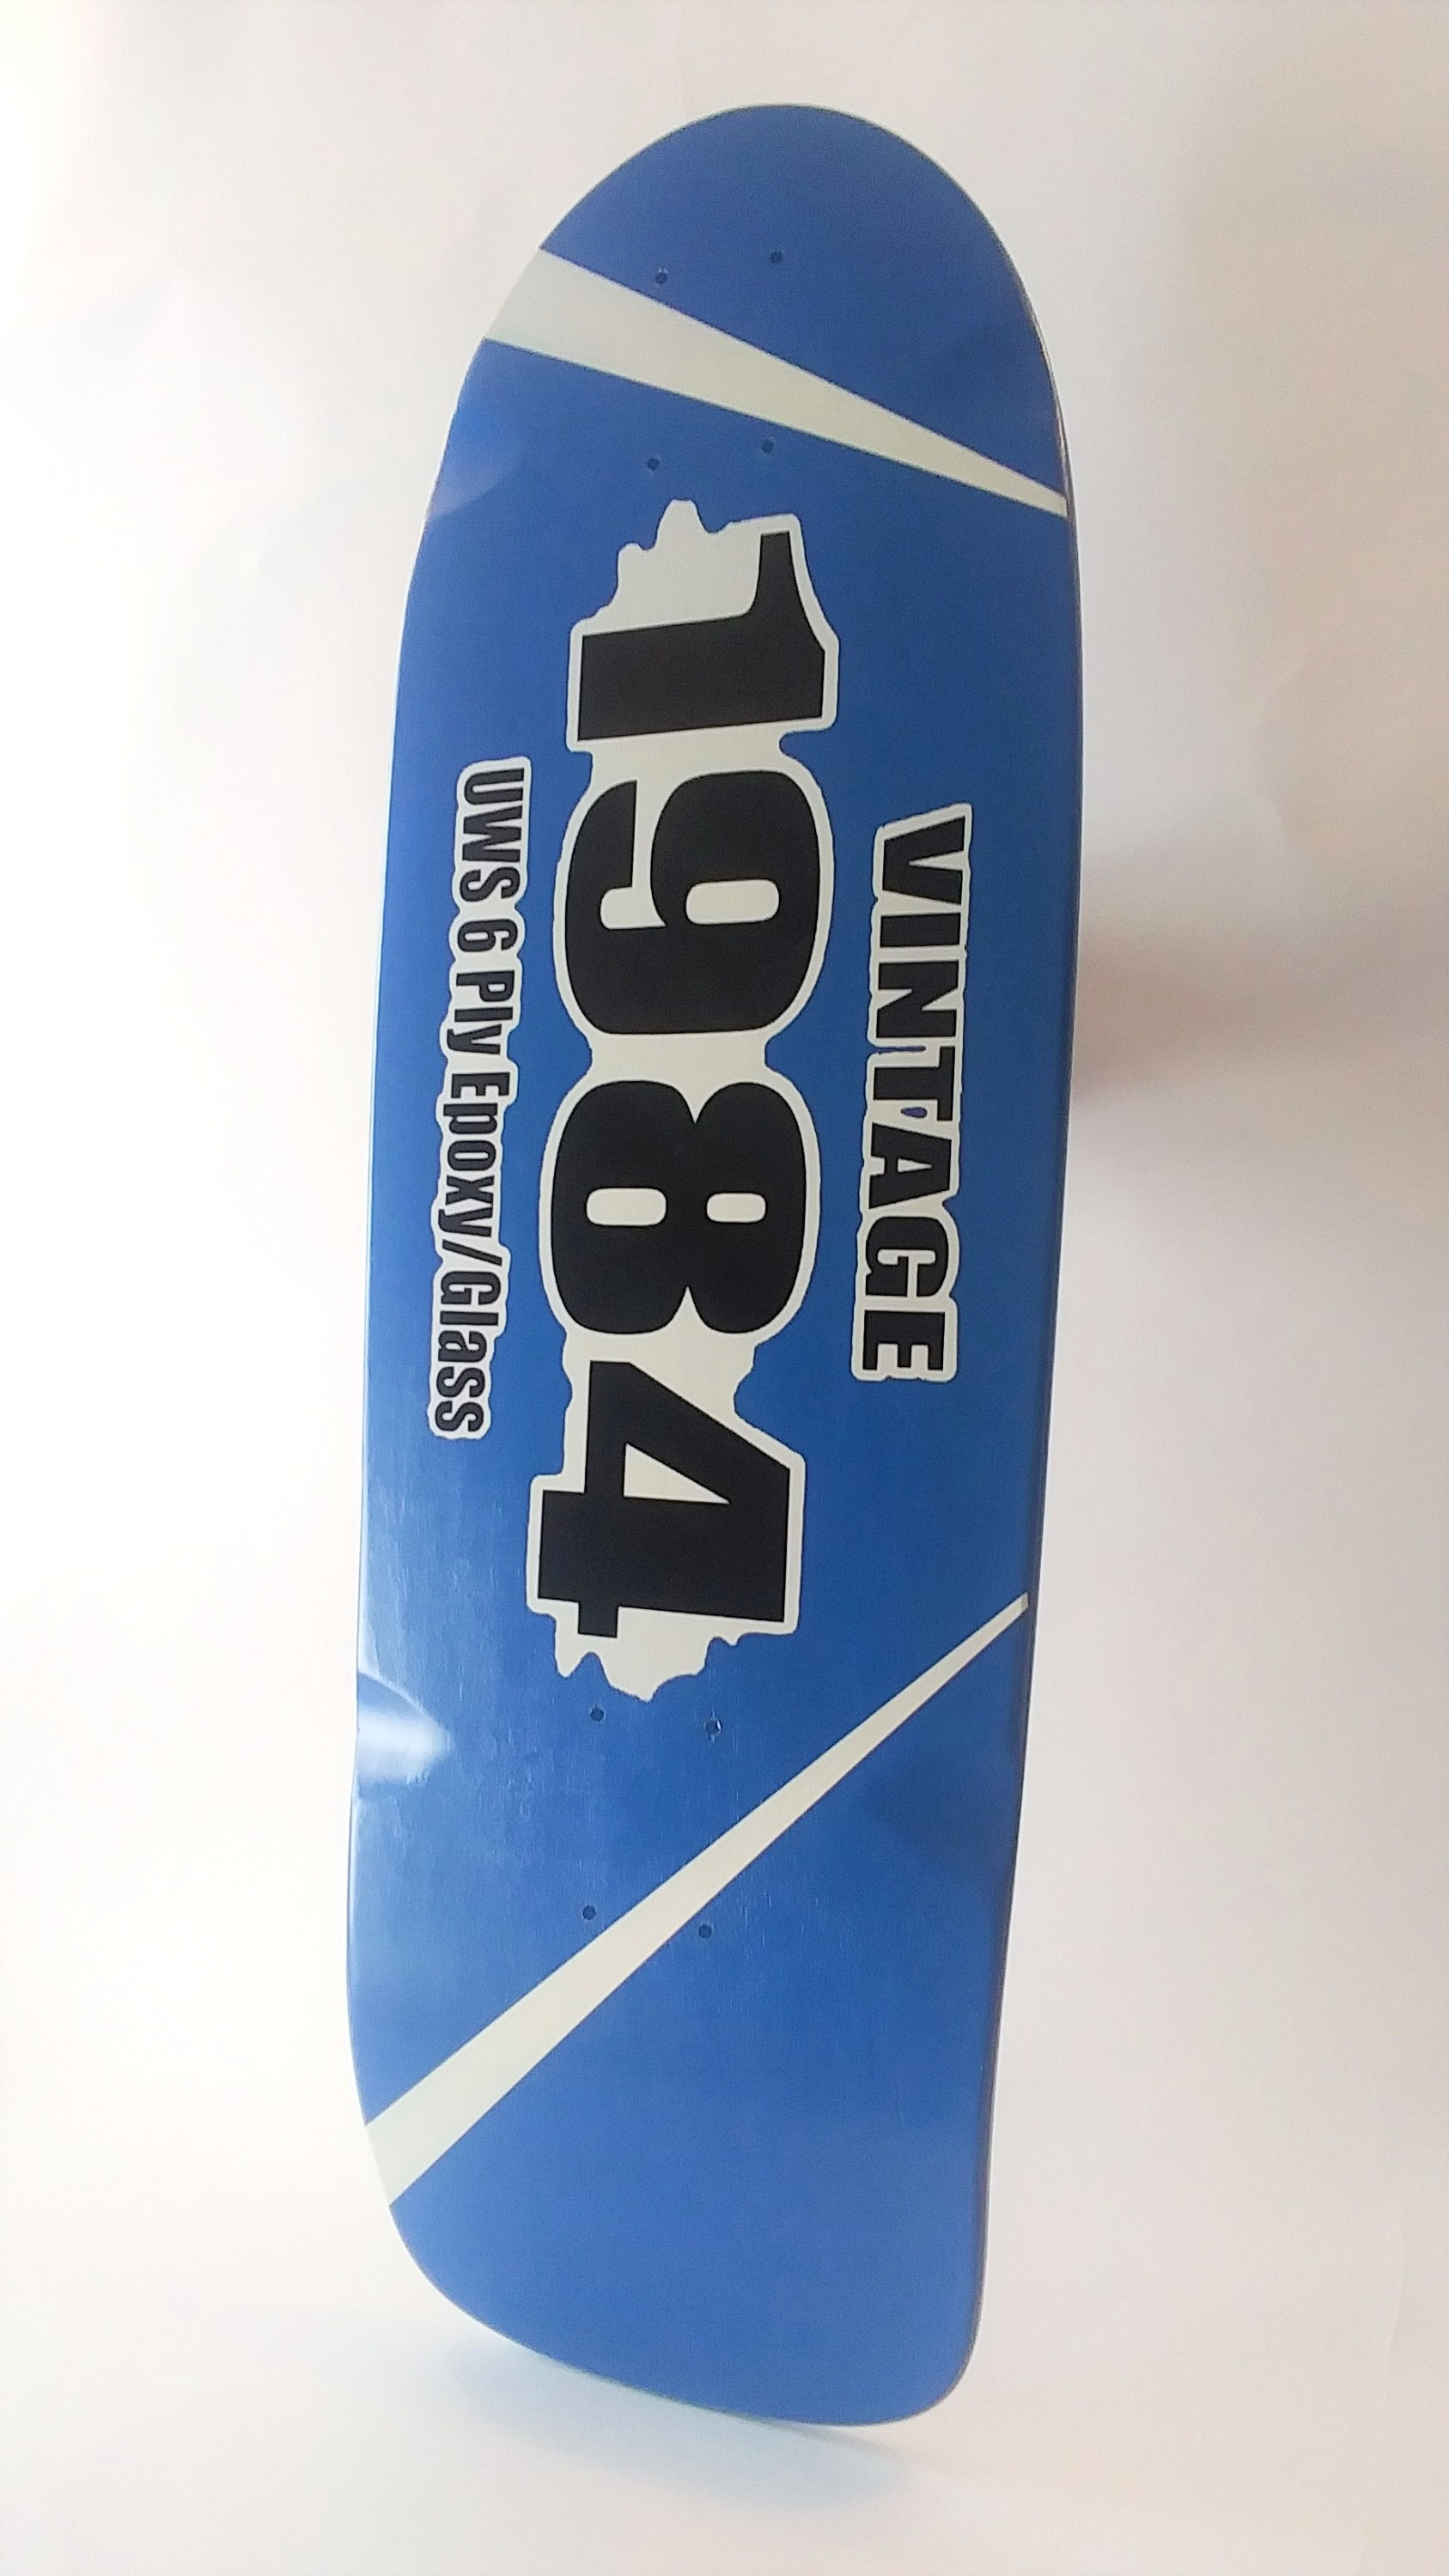 VINTAGE
1984
UWS 6 Ply Epoxy/Glass